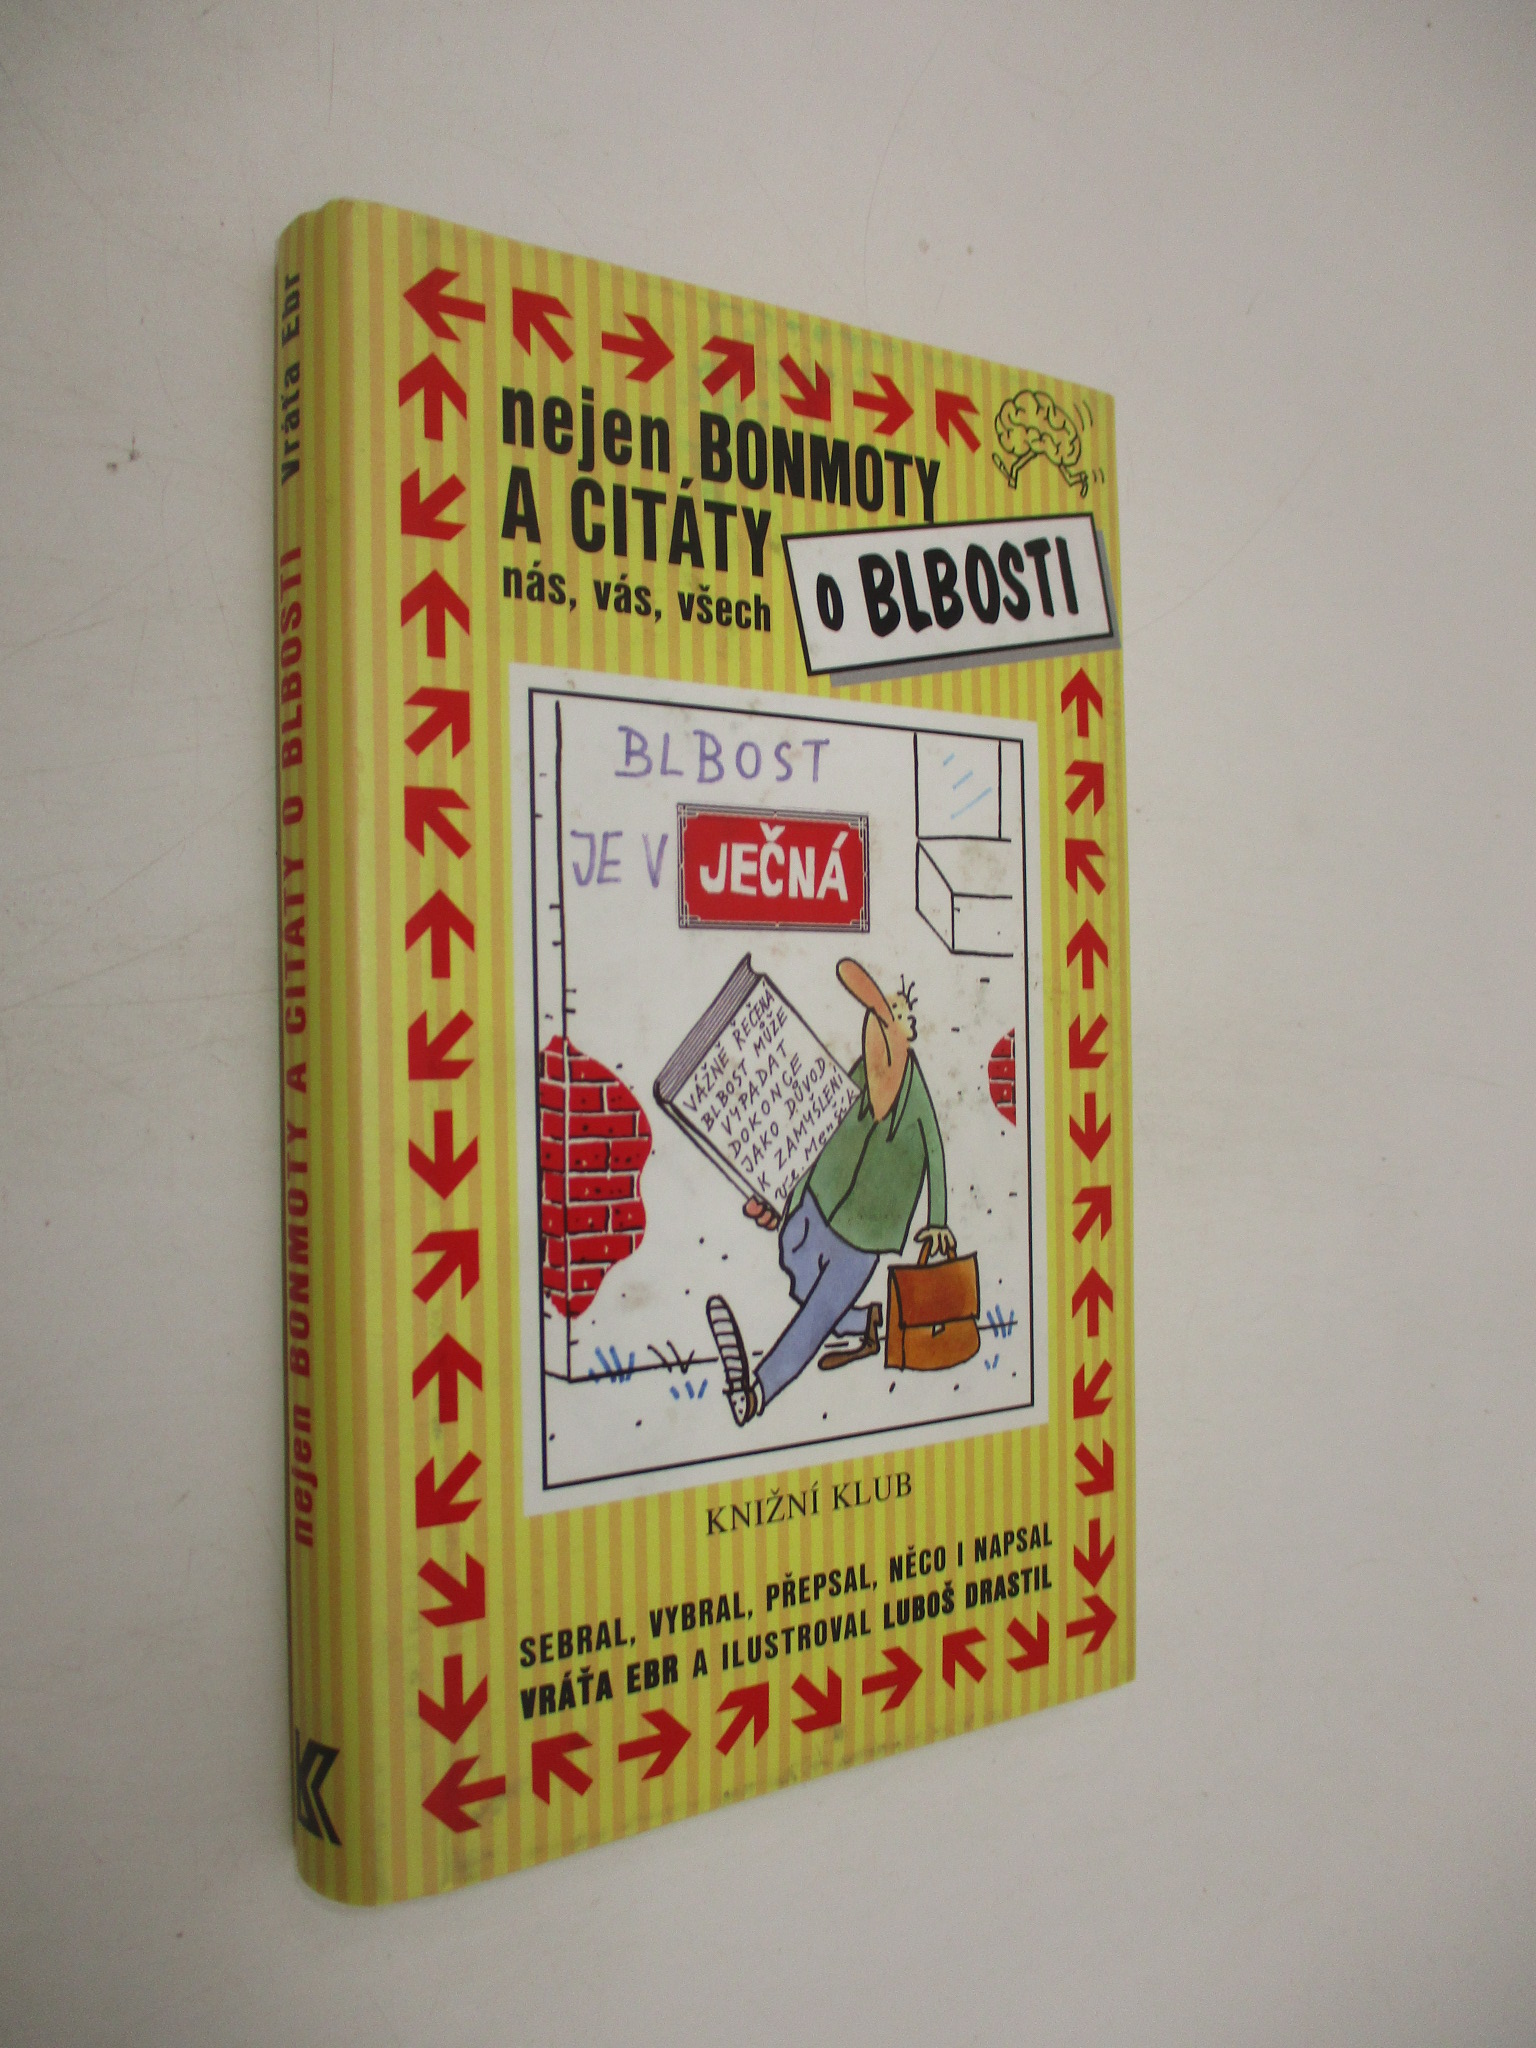 nejen BONMOTY A CITÁTY O BLBOSTI Vráťa Ebr
nejen BONMOTY
A CITÁTY
nás, vás, všech
O BLBOSTI
BLBOST
JE V JEČNÁ
VÁŽNĚ ŘEČENÁ
BLBOST MŮŽE
VYPADAT
DOKONCE
JAKO DŮVOD
K ZAMYŠLENÍ
V.e. Menšík
KNIŽNÍ KLUB
SEBRAL, VYBRAL, PŘEPSAL, NĚCO I NAPSAL
VRÁŤA EBR A ILUSTROVAL LUBOŠ DRASTIL